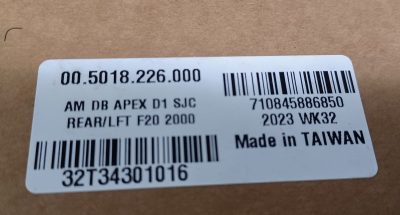 00.5018.226.000
AM DB APEX D1 SJC
REAR/LFT F20 2000
32T34301016
710845886850
2023 WK32
Made in TAIWAN